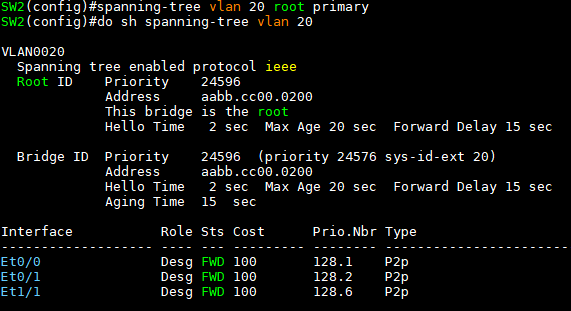 SW2(config)#spanning-tree vlan 20 root primary
SW2(config)#do sh spanning-tree vlan 20
VLAN0020
Spanning tree enabled protocol ieee
Root ID    Priority    24596
Address     aabb.cc00.0200
This bridge is the root
Hello Time   2 sec  Max Age 20 sec  Forward Delay 15 sec
Bridge ID  Priority    24596  (priority 24576 sys-id-ext 20)
Address     aabb.cc00.0200
Hello Time   2 sec  Max Age 20 sec  Forward Delay 15 sec
Aging Time  15  sec
Interface           Role Sts Cost      Prio.Nbr Type
------------------- ---- --- --------- -------- --------------------------------
Et0/0               Desg FWD 100       128.1    P2p
Et0/1               Desg FWD 100       128.2    P2p
Et1/1               Desg FWD 100       128.6    P2p